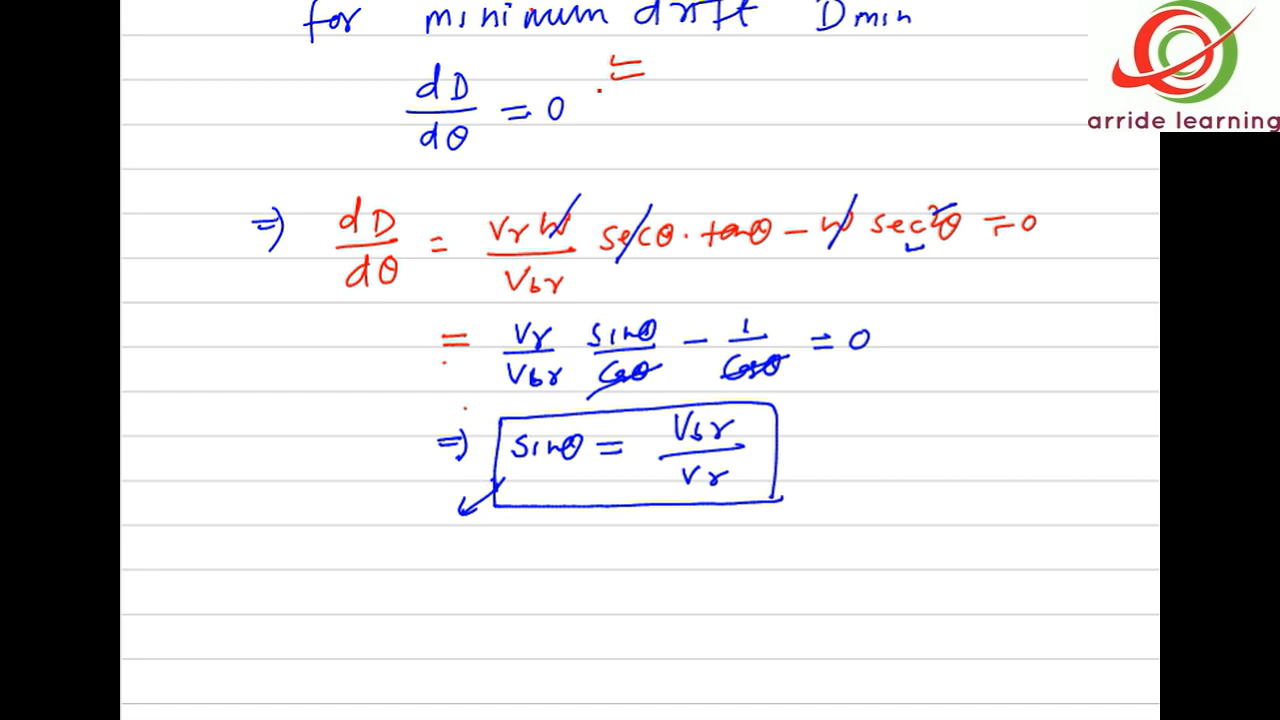 for minimum drift Dmin
arride learning
dD/dθ = 0
⇒) dD/dθ = Vr w/Vbr secθ · tanθ - w sec²θ = 0
= Vr/Vbr sinθ/cosθ - 1/cosθ = 0
⇒) sinθ = Vbr/Vr